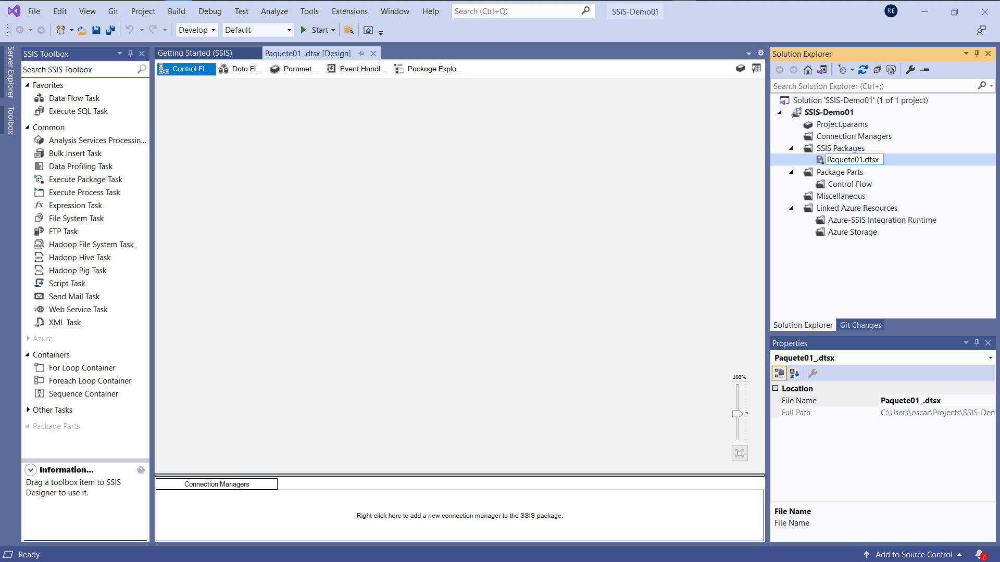 File Edit View Git Project Build Debug Test Analyze Tools Extensions Window Help Search (Ctrl+Q) SSIS-Demo01 RE
Develop Default Start
Server Explorer
Toolbox
SSIS Toolbox
Search SSIS Toolbox
Favorites
Data Flow Task
Execute SQL Task
Common
Analysis Services Processin...
Bulk Insert Task
Data Profiling Task
Execute Package Task
Execute Process Task
Expression Task
File System Task
FTP Task
Hadoop File System Task
Hadoop Hive Task
Hadoop Pig Task
Script Task
Send Mail Task
Web Service Task
XML Task
Azure
Containers
For Loop Container
Foreach Loop Container
Sequence Container
Other Tasks
Package Parts
Information...
Drag a toolbox item to SSIS
Designer to use it.
Getting Started (SSIS) Paquete01_.dtsx [Design]
Control Fl... Data Fl... Paramet... Event Handl... Package Explo...
100%
Connection Managers
Right-click here to add a new connection manager to the SSIS package.
Solution Explorer
Search Solution Explorer (Ctrl+;)
Solution 'SSIS-Demo01' (1 of 1 project)
SSIS-Demo01
Project.params
Connection Managers
SSIS Packages
Paquete01.dtsx
Package Parts
Control Flow
Miscellaneous
Linked Azure Resources
Azure-SSIS Integration Runtime
Azure Storage
Solution Explorer Git Changes
Properties
Paquete01_.dtsx
Location
File Name Paquete01_.dtsx
Full Path C:\Users\oscar\Projects\SSIS-Dem
File Name
File Name
Ready Add to Source Control 2